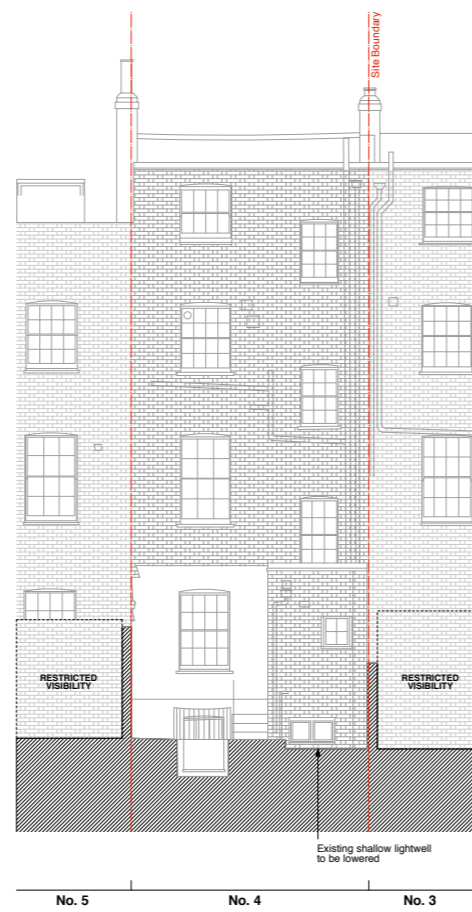 Site Boundary
RESTRICTED
VISIBILITY
RESTRICTED
VISIBILITY
Existing shallow lightwell
to be lowered
No. 5
No. 4
No. 3